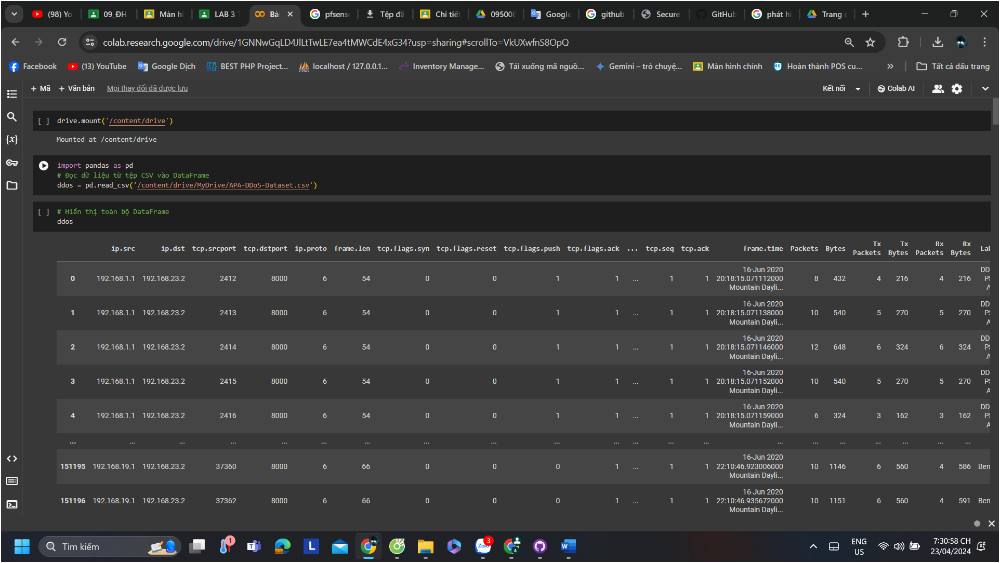 (98) Yo
09_ĐH_
Màn hì
LAB 3
Bà
pfsense
Tệp đã
Chi tiết
095008
Google
github
Secure
GitHub
phát hi
Trang c
colab.research.google.com/drive/1GNNwGqLD4JlLtTwLE7ea4tMWCdE4xG34?usp=sharing#scrollTo=VkUXwfnS8OpQ
Facebook
(13) YouTube
Google Dịch
BEST PHP Project...
localhost / 127.0.0.1...
Inventory Manage...
Tải xuống mã nguồ...
Gemini – trò chuyệ...
Màn hình chính
Hoàn thành POS cu...
Tất cả dấu trang
+ Mã + Văn bản Mọi thay đổi đã được lưu
Kết nối
Colab AI
[ ] drive.mount('/content/drive')
Mounted at /content/drive
import pandas as pd
# Đọc dữ liệu từ tệp CSV vào DataFrame
ddos = pd.read_csv('/content/drive/MyDrive/APA-DDoS-Dataset.csv')
[ ] # Hiển thị toàn bộ DataFrame
ddos
ip.src ip.dst tcp.srcport tcp.dstport ip.proto frame.len tcp.flags.syn tcp.flags.reset tcp.flags.push tcp.flags.ack ... tcp.seq tcp.ack frame.time Packets Bytes Tx Packets Tx Bytes Rx Packets Rx Bytes Lab
0 192.168.1.1 192.168.23.2 2412 8000 6 54 0 0 1 1 ... 1 1 16-Jun 2020 20:18:15.071112000 Mountain Dayli... 8 432 4 216 4 216 DD PS A
1 192.168.1.1 192.168.23.2 2413 8000 6 54 0 0 1 1 ... 1 1 16-Jun 2020 20:18:15.071138000 Mountain Dayli... 10 540 5 270 5 270 DD PS A
2 192.168.1.1 192.168.23.2 2414 8000 6 54 0 0 1 1 ... 1 1 16-Jun 2020 20:18:15.071146000 Mountain Dayli... 12 648 6 324 6 324 DD PS A
3 192.168.1.1 192.168.23.2 2415 8000 6 54 0 0 1 1 ... 1 1 16-Jun 2020 20:18:15.071152000 Mountain Dayli... 10 540 5 270 5 270 DD PS A
4 192.168.1.1 192.168.23.2 2416 8000 6 54 0 0 1 1 ... 1 1 16-Jun 2020 20:18:15.071159000 Mountain Dayli... 6 324 3 162 3 162 DD PS A
... ... ... ... ... ... ... ... ... ... ... ... ... ... ... ... ... ... ... ... ...
151195 192.168.19.1 192.168.23.2 37360 8000 6 66 0 0 0 1 ... 1 1 16-Jun 2020 22:10:46.923006000 Mountain Dayli... 10 1146 6 560 4 586 Ben
151196 192.168.19.1 192.168.23.2 37362 8000 6 66 0 0 0 1 ... 1 1 16-Jun 2020 22:10:46.935672000 Mountain Dayli... 10 1151 6 560 4 591 Ben
Tìm kiếm
1
L
Zalo
3
ENG
US
7:30:58 CH
23/04/2024